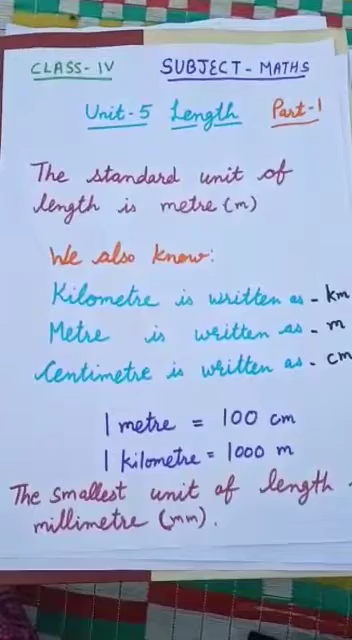 CLASS-IV SUBJECT-MATHS
Unit-5 Length Part-1
The standard unit of
length is metre (m)
We also know:
Kilometre is written as - km
Metre is written as - m
Centimetre is written as - cm
1 metre = 100 cm
1 kilometre = 1000 m
The smallest unit of length -
millimetre (mm).